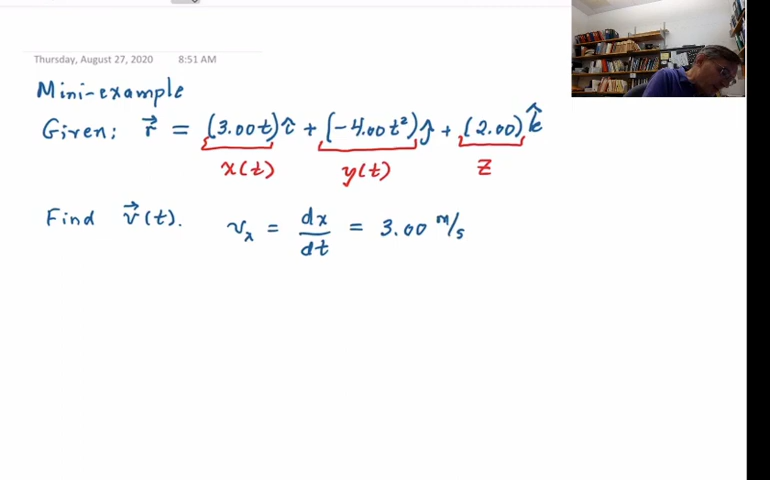 Thursday, August 27, 2020 8:51 AM
Mini-example
Given: r⃗ = (3.00t)î + (-4.00t²)ĵ + (2.00)k̂
x(t) y(t) z
Find v⃗(t). vₓ = dx/dt = 3.00 m/s